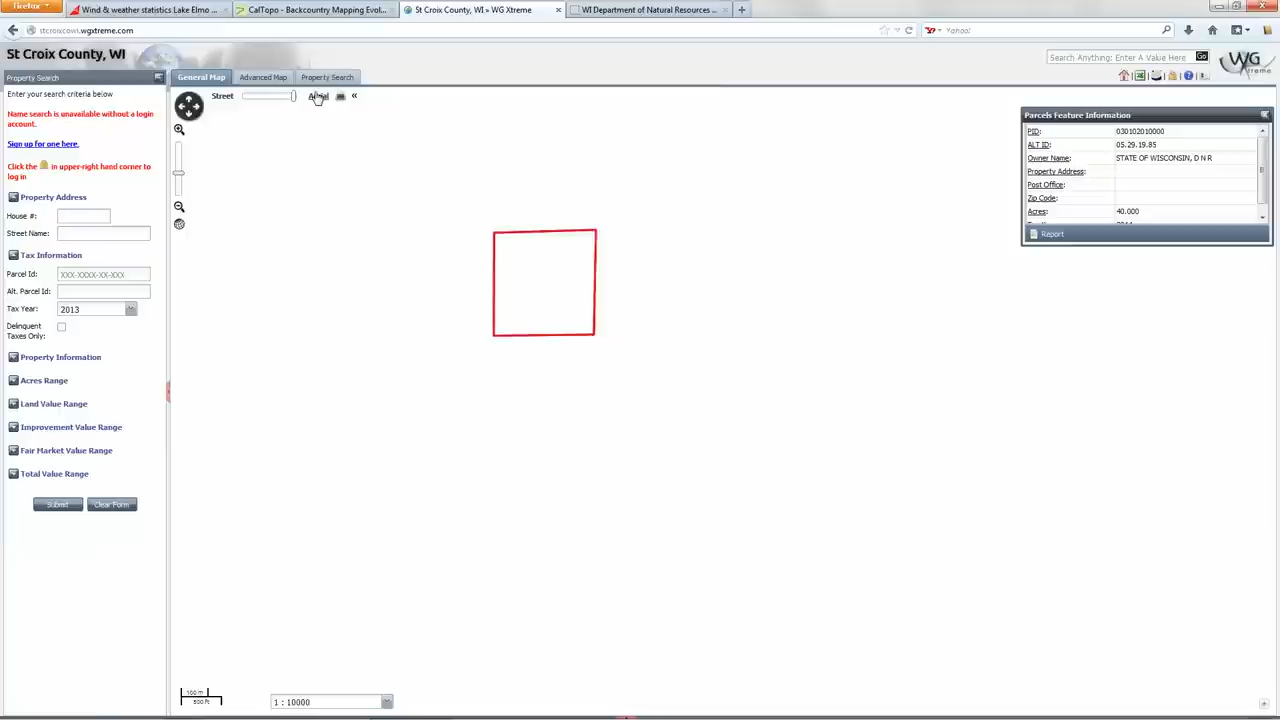 Firefox
Wind & weather statistics Lake Elmo ...
CalTopo - Backcountry Mapping Evol...
St Croix County, WI » WG Xtreme
WI Department of Natural Resources ...
stcroixcowi.wgxtreme.com
Yahoo!
St Croix County, WI
Search Anything: Enter A Value Here
Go
WG
Xtreme
Property Search
General Map
Advanced Map
Property Search
Enter your search criteria below
Name search is unavailable without a login
account.
Sign up for one here.
Click the in upper-right hand corner to
log in
Property Address
House #:
Street Name:
Tax Information
Parcel Id:
XXX-XXXX-XX-XXX
Alt. Parcel Id:
Tax Year:
2013
Delinquent
Taxes Only:
Property Information
Acres Range
Land Value Range
Improvement Value Range
Fair Market Value Range
Total Value Range
Submit
Clear Form
Street
Aerial
«
Parcels Feature Information
PID:
030102010000
ALT ID:
05.29.19.85
Owner Name:
STATE OF WISCONSIN, D N R
Property Address:
Post Office:
Zip Code:
Acres:
40.000
Report
100 m
500 ft
1 : 10000